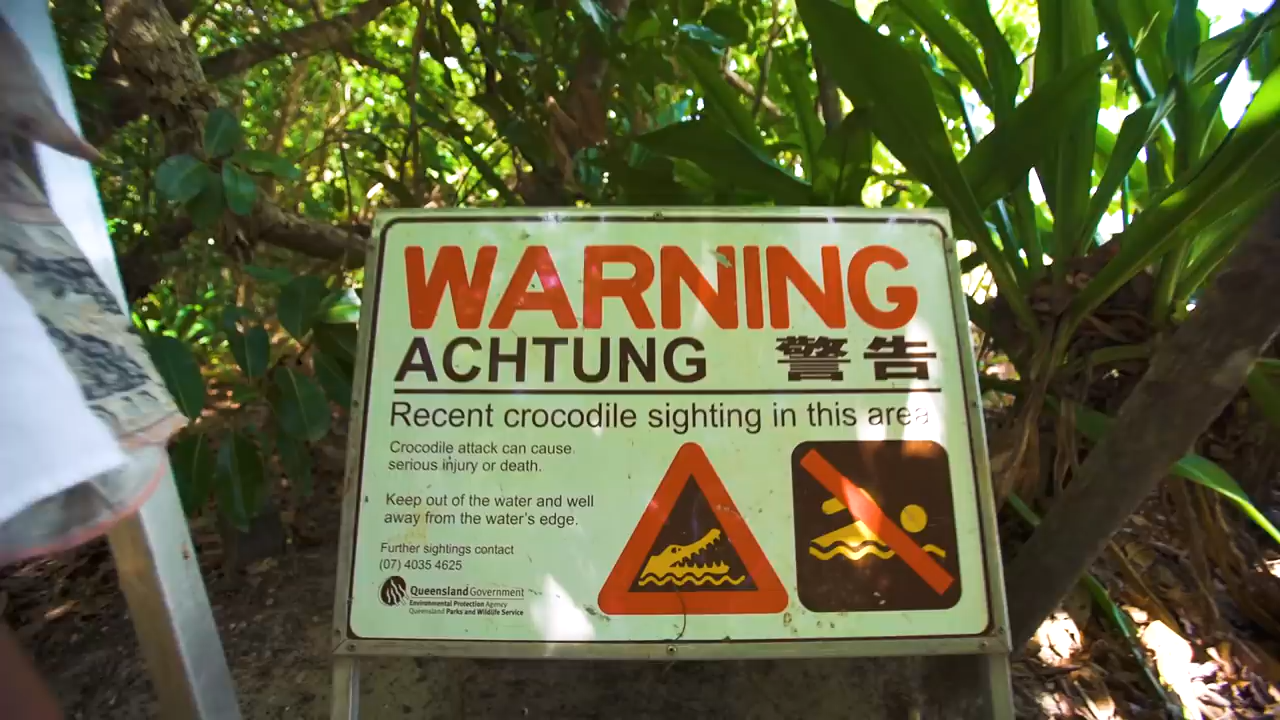 WARNING
ACHTUNG 警告
Recent crocodile sighting in this area
Crocodile attack can cause
serious injury or death.
Keep out of the water and well
away from the water's edge.
Further sightings contact
(07) 4035 4625
Queensland Government
Environmental Protection Agency
Queensland Parks and Wildlife Service